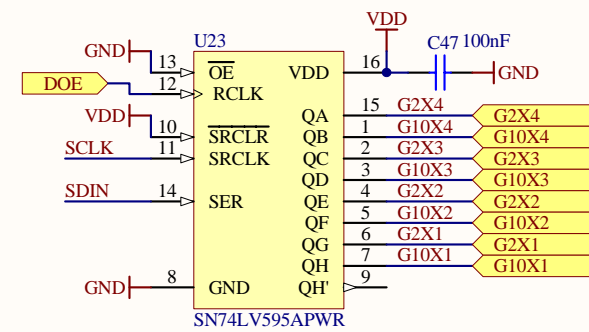 VDD
U23
C47 100nF
GND 13 OE VDD 16 GND
DOE 12 RCLK
QA 15 G2X4 G2X4
VDD 10 SRCLR QB 1 G10X4 G10X4
SCLK 11 SRCLK QC 2 G2X3 G2X3
QD 3 G10X3 G10X3
SDIN 14 SER QE 4 G2X2 G2X2
QF 5 G10X2 G10X2
QG 6 G2X1 G2X1
QH 7 G10X1 G10X1
GND 8 GND QH' 9
SN74LV595APWR